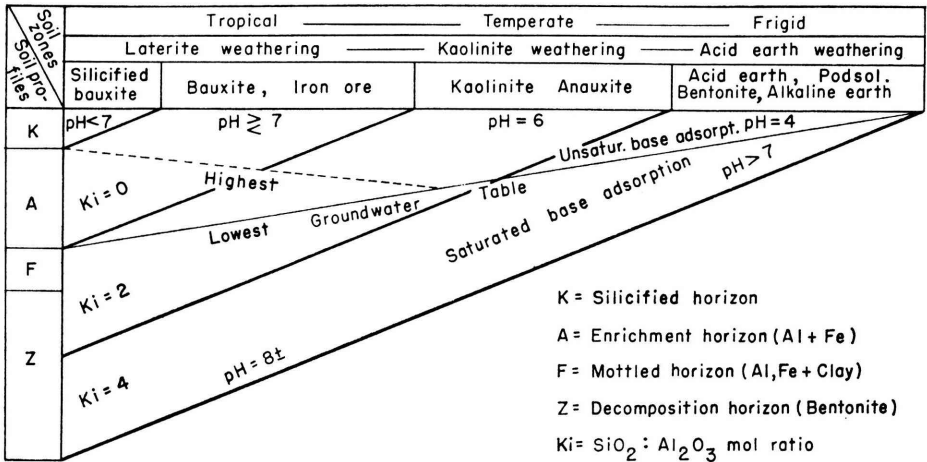 Soil zones
Soil profiles
Tropical — Temperate — Frigid
Laterite weathering — Kaolinite weathering — Acid earth weathering
Silicified bauxite
Bauxite, Iron ore
Kaolinite Anauxite
Acid earth, Podsol.
Bentonite, Alkaline earth
K
pH<7
pH ≷ 7
pH = 6
Unsatur. base adsorpt. pH = 4
A
Ki = 0
Highest
Lowest Groundwater Table
Saturated base adsorption pH > 7
F
Ki = 2
Z
Ki = 4
pH = 8±
K = Silicified horizon
A = Enrichment horizon (Al + Fe)
F = Mottled horizon (Al, Fe + Clay)
Z = Decomposition horizon (Bentonite)
Ki = SiO₂ : Al₂O₃ mol ratio